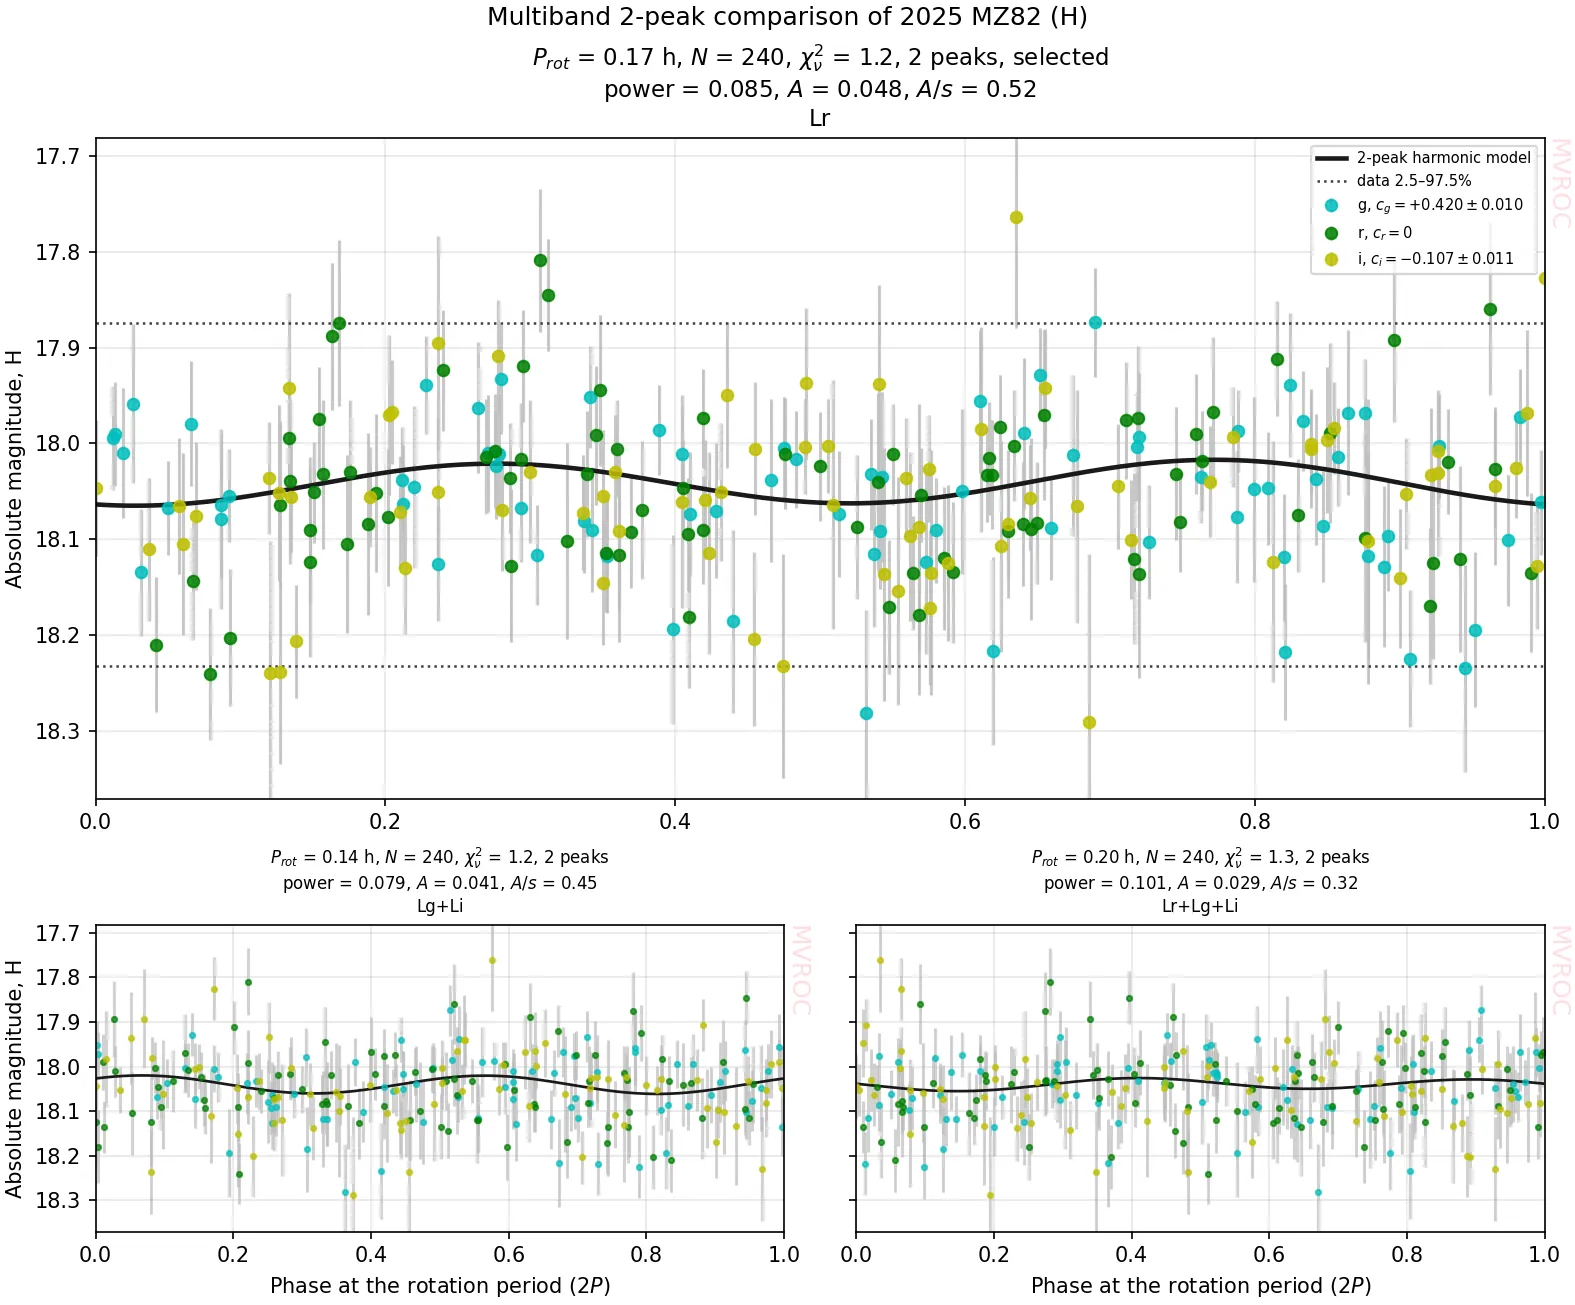 Multiband 2-peak comparison of 2025 MZ82 (H)
P_rot = 0.17 h, N = 240, χ²_ν = 1.2, 2 peaks, selected
power = 0.085, A = 0.048, A/s = 0.52
Lr
MVROC
2-peak harmonic model
data 2.5–97.5%
g, c_g = +0.420 ± 0.010
r, c_r = 0
i, c_i = −0.107 ± 0.011
Absolute magnitude, H
17.7
17.8
17.9
18.0
18.1
18.2
18.3
0.0 0.2 0.4 0.6 0.8 1.0
P_rot = 0.14 h, N = 240, χ²_ν = 1.2, 2 peaks
power = 0.079, A = 0.041, A/s = 0.45
Lg+Li
MVROC
Absolute magnitude, H
17.7
17.8
17.9
18.0
18.1
18.2
18.3
0.0 0.2 0.4 0.6 0.8 1.0
Phase at the rotation period (2P)
P_rot = 0.20 h, N = 240, χ²_ν = 1.3, 2 peaks
power = 0.101, A = 0.029, A/s = 0.32
Lr+Lg+Li
MVROC
0.0 0.2 0.4 0.6 0.8 1.0
Phase at the rotation period (2P)